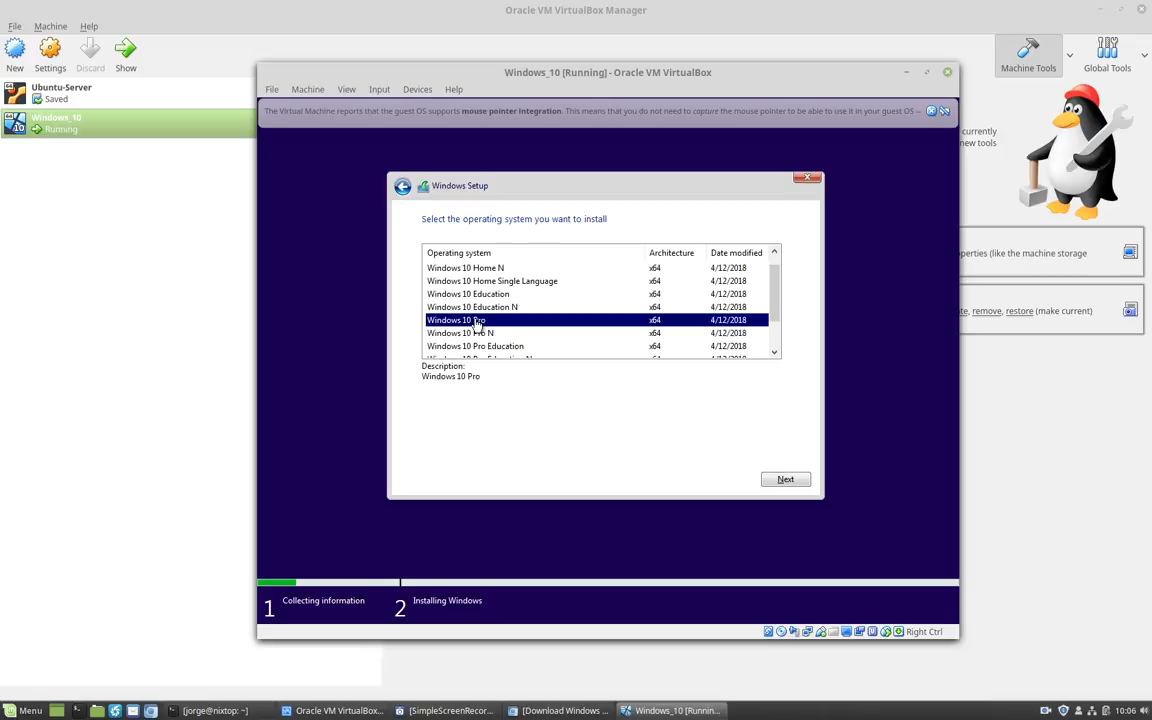 Oracle VM VirtualBox Manager
File Machine Help
New Settings Discard Show
Machine Tools Global Tools
Ubuntu-Server
Saved
Windows_10
Running
Windows_10 [Running] - Oracle VM VirtualBox
File Machine View Input Devices Help
The Virtual Machine reports that the guest OS supports mouse pointer integration. This means that you do not need to capture the mouse pointer to be able to use it in your guest OS --
currently
new tools
Windows Setup
Select the operating system you want to install
Operating system Architecture Date modified
Windows 10 Home N x64 4/12/2018
Windows 10 Home Single Language x64 4/12/2018
Windows 10 Education x64 4/12/2018
Windows 10 Education N x64 4/12/2018
Windows 10 Pro x64 4/12/2018
Windows 10 Pro N x64 4/12/2018
Windows 10 Pro Education x64 4/12/2018
Description:
Windows 10 Pro
Next
operties (like the machine storage
te, remove, restore (make current)
1 Collecting information 2 Installing Windows
Right Ctrl
Menu [jorge@nixtop: ~] Oracle VM VirtualBox... [SimpleScreenRecor... [Download Windows ... Windows_10 [Runnin... 10:06